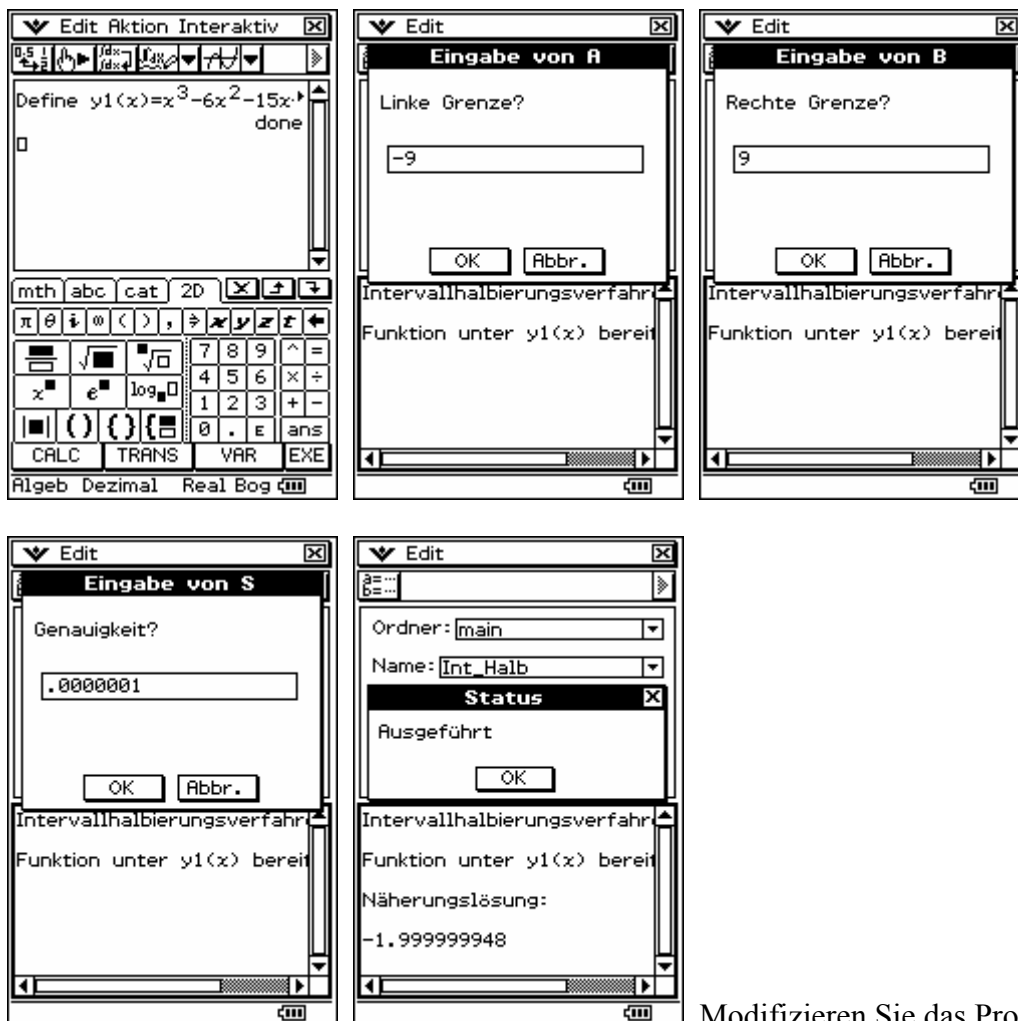 Edit Aktion Interaktiv
Define y1(x)=x^3-6x^2-15x
done
mth abc cat 2D
π θ i ∞ ( ) , ⇒ x y z t
7 8 9 ^ =
4 5 6 × ÷
x e log
1 2 3 + -
0 . E ans
CALC TRANS VAR EXE
Algeb Dezimal Real Bog
Edit
Eingabe von A
Linke Grenze?
-9
OK Abbr.
Intervallhalbierungsverfahr
Funktion unter y1(x) bereit
Edit
Eingabe von B
Rechte Grenze?
9
OK Abbr.
Intervallhalbierungsverfahr
Funktion unter y1(x) bereit
Edit
Eingabe von S
Genauigkeit?
.0000001
OK Abbr.
Intervallhalbierungsverfahr
Funktion unter y1(x) bereit
Edit
a=...
b=...
Ordner: main
Name: Int_Halb
Status
Ausgeführt
OK
Intervallhalbierungsverfahr
Funktion unter y1(x) bereit
Näherungslösung:
-1.999999948
Modifizieren Sie das Pro